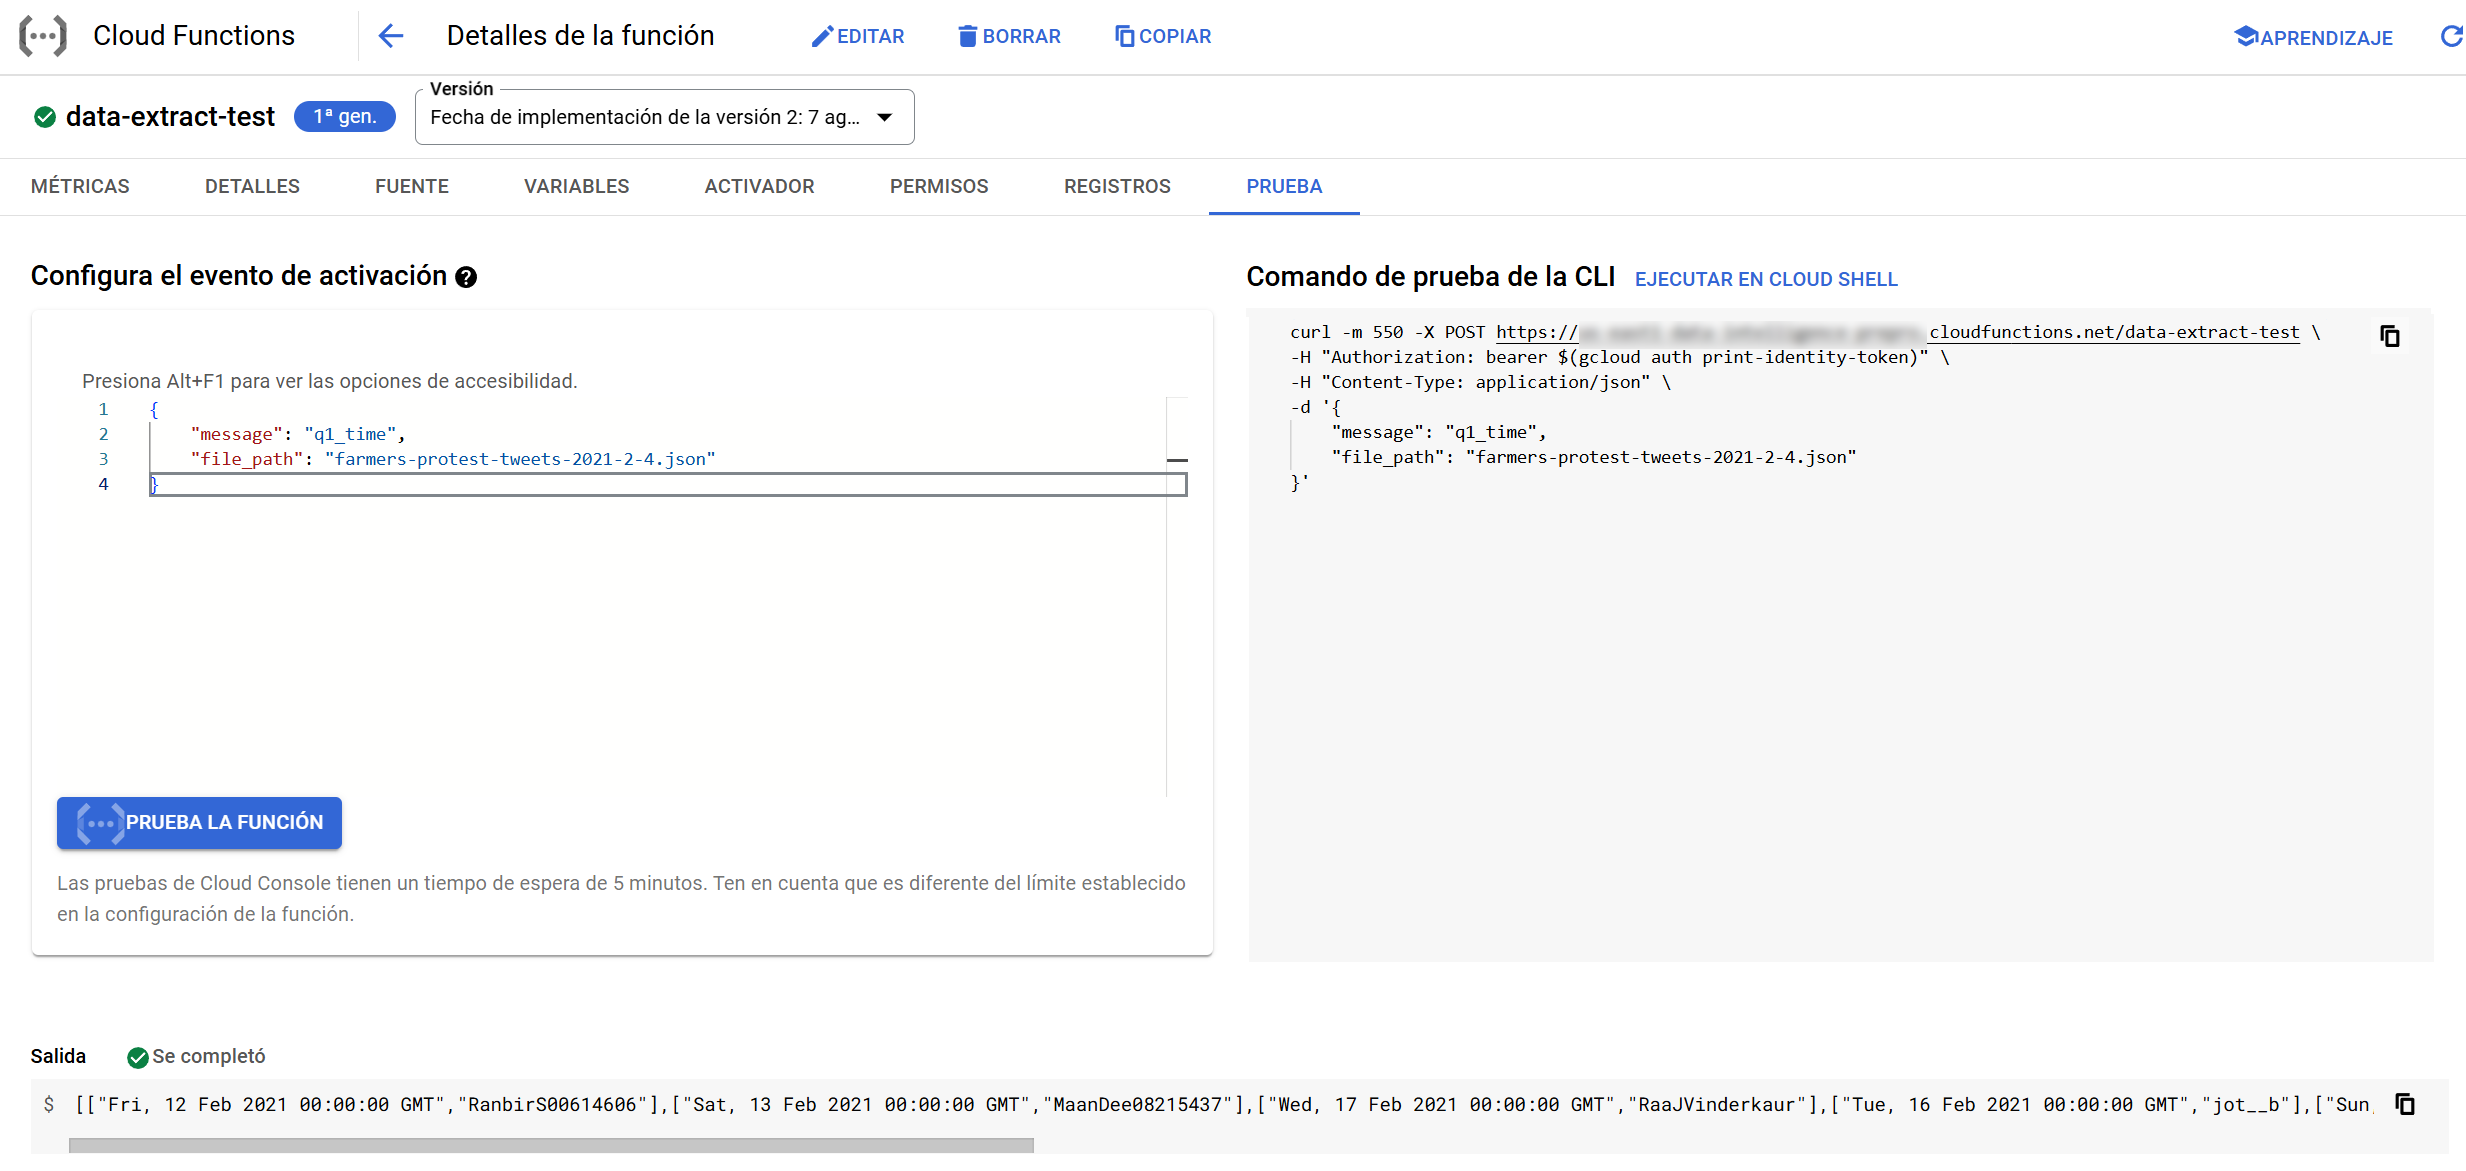 Cloud Functions
Detalles de la función
EDITAR
BORRAR
COPIAR
APRENDIZAJE
data-extract-test
1ª gen.
Versión
Fecha de implementación de la versión 2: 7 ag...
MÉTRICAS
DETALLES
FUENTE
VARIABLES
ACTIVADOR
PERMISOS
REGISTROS
PRUEBA
Configura el evento de activación
Presiona Alt+F1 para ver las opciones de accesibilidad.
1 {
2 "message": "q1_time",
3 "file_path": "farmers-protest-tweets-2021-2-4.json"
4 }
PRUEBA LA FUNCIÓN
Las pruebas de Cloud Console tienen un tiempo de espera de 5 minutos. Ten en cuenta que es diferente del límite establecido
en la configuración de la función.
Comando de prueba de la CLI
EJECUTAR EN CLOUD SHELL
curl -m 550 -X POST https:// cloudfunctions.net/data-extract-test \
-H "Authorization: bearer $(gcloud auth print-identity-token)" \
-H "Content-Type: application/json" \
-d '{
"message": "q1_time",
"file_path": "farmers-protest-tweets-2021-2-4.json"
}'
Salida
Se completó
$ [["Fri, 12 Feb 2021 00:00:00 GMT","RanbirS00614606"],["Sat, 13 Feb 2021 00:00:00 GMT","MaanDee08215437"],["Wed, 17 Feb 2021 00:00:00 GMT","RaaJVinderkaur"],["Tue, 16 Feb 2021 00:00:00 GMT","jot__b"],["Sun,